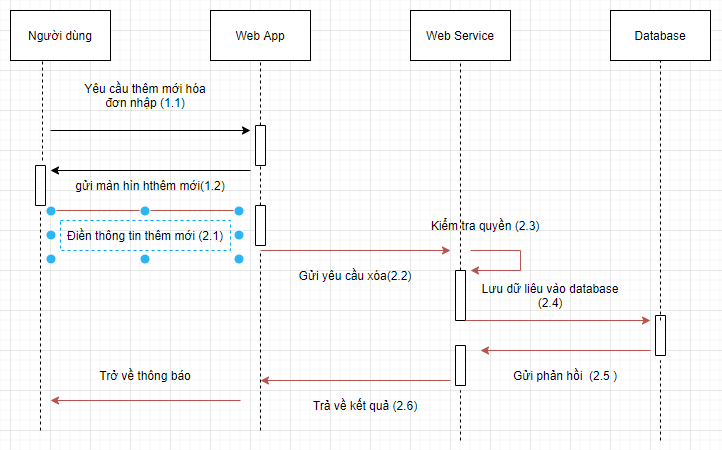 Người dùng
Web App
Web Service
Database
Yêu cầu thêm mới hóa
đơn nhập (1.1)
gửi màn hìn hthêm mới(1.2)
Điền thông tin thêm mới (2.1)
Kiểm tra quyền (2.3)
Gửi yêu cầu xóa(2.2)
Lưu dữ liêu vào database
(2.4)
Gửi phản hồi (2.5 )
Trở về thông báo
Trả về kết quả (2.6)